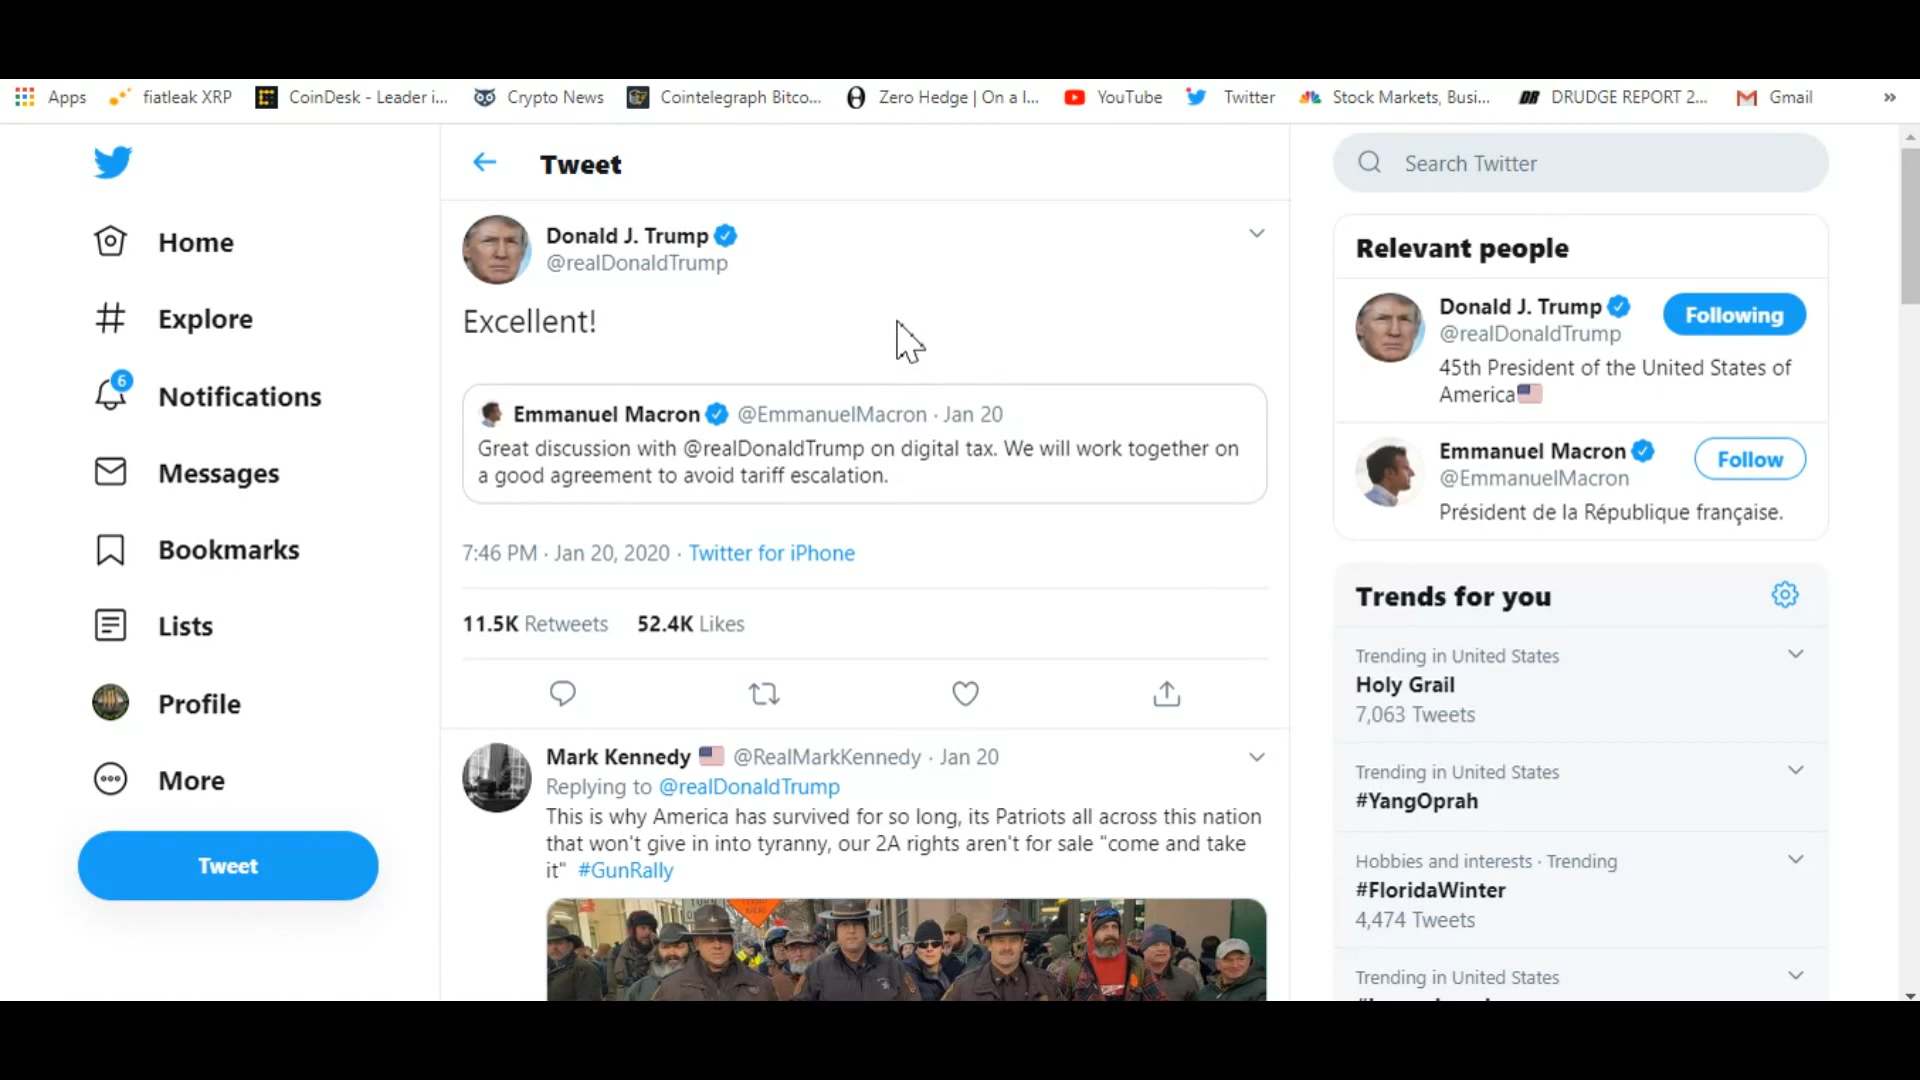 Apps
fiatleak XRP
CoinDesk - Leader i...
Crypto News
Cointelegraph Bitco...
Zero Hedge | On a l...
YouTube
Twitter
Stock Markets, Busi...
DR
DRUDGE REPORT 2...
Gmail
»
Home
Explore
6
Notifications
Messages
Bookmarks
Lists
Profile
More
Tweet
Tweet
Donald J. Trump
@realDonaldTrump
Excellent!
Emmanuel Macron @EmmanuelMacron · Jan 20
Great discussion with @realDonaldTrump on digital tax. We will work together on
a good agreement to avoid tariff escalation.
7:46 PM · Jan 20, 2020 · Twitter for iPhone
11.5K Retweets 52.4K Likes
Mark Kennedy @RealMarkKennedy · Jan 20
Replying to @realDonaldTrump
This is why America has survived for so long, its Patriots all across this nation
that won't give in into tyranny, our 2A rights aren't for sale "come and take
it" #GunRally
Search Twitter
Relevant people
Donald J. Trump
@realDonaldTrump
Following
45th President of the United States of
America
Emmanuel Macron
@EmmanuelMacron
Follow
Président de la République française.
Trends for you
Trending in United States
Holy Grail
7,063 Tweets
Trending in United States
#YangOprah
Hobbies and interests · Trending
#FloridaWinter
4,474 Tweets
Trending in United States